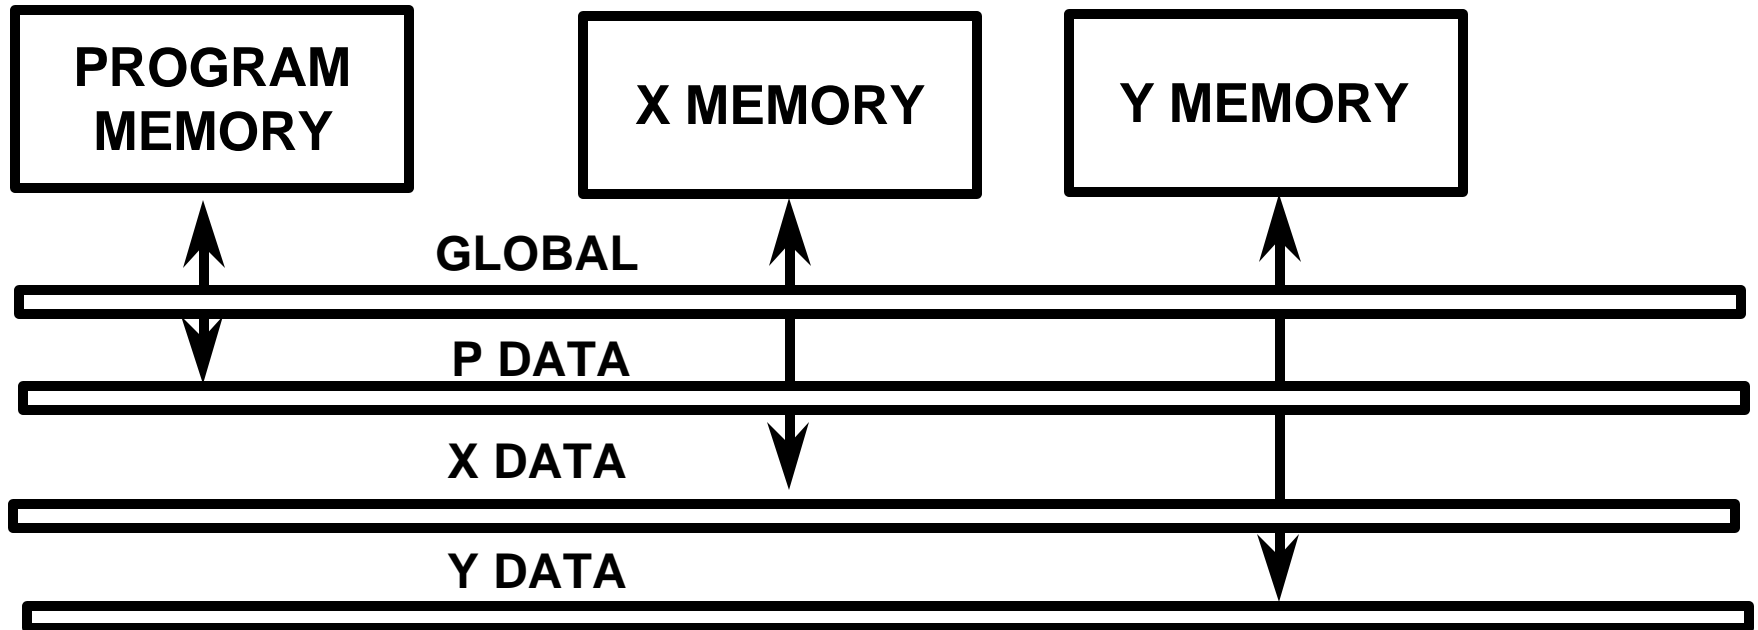 PROGRAM
MEMORY
X MEMORY
Y MEMORY
GLOBAL
P DATA
X DATA
Y DATA